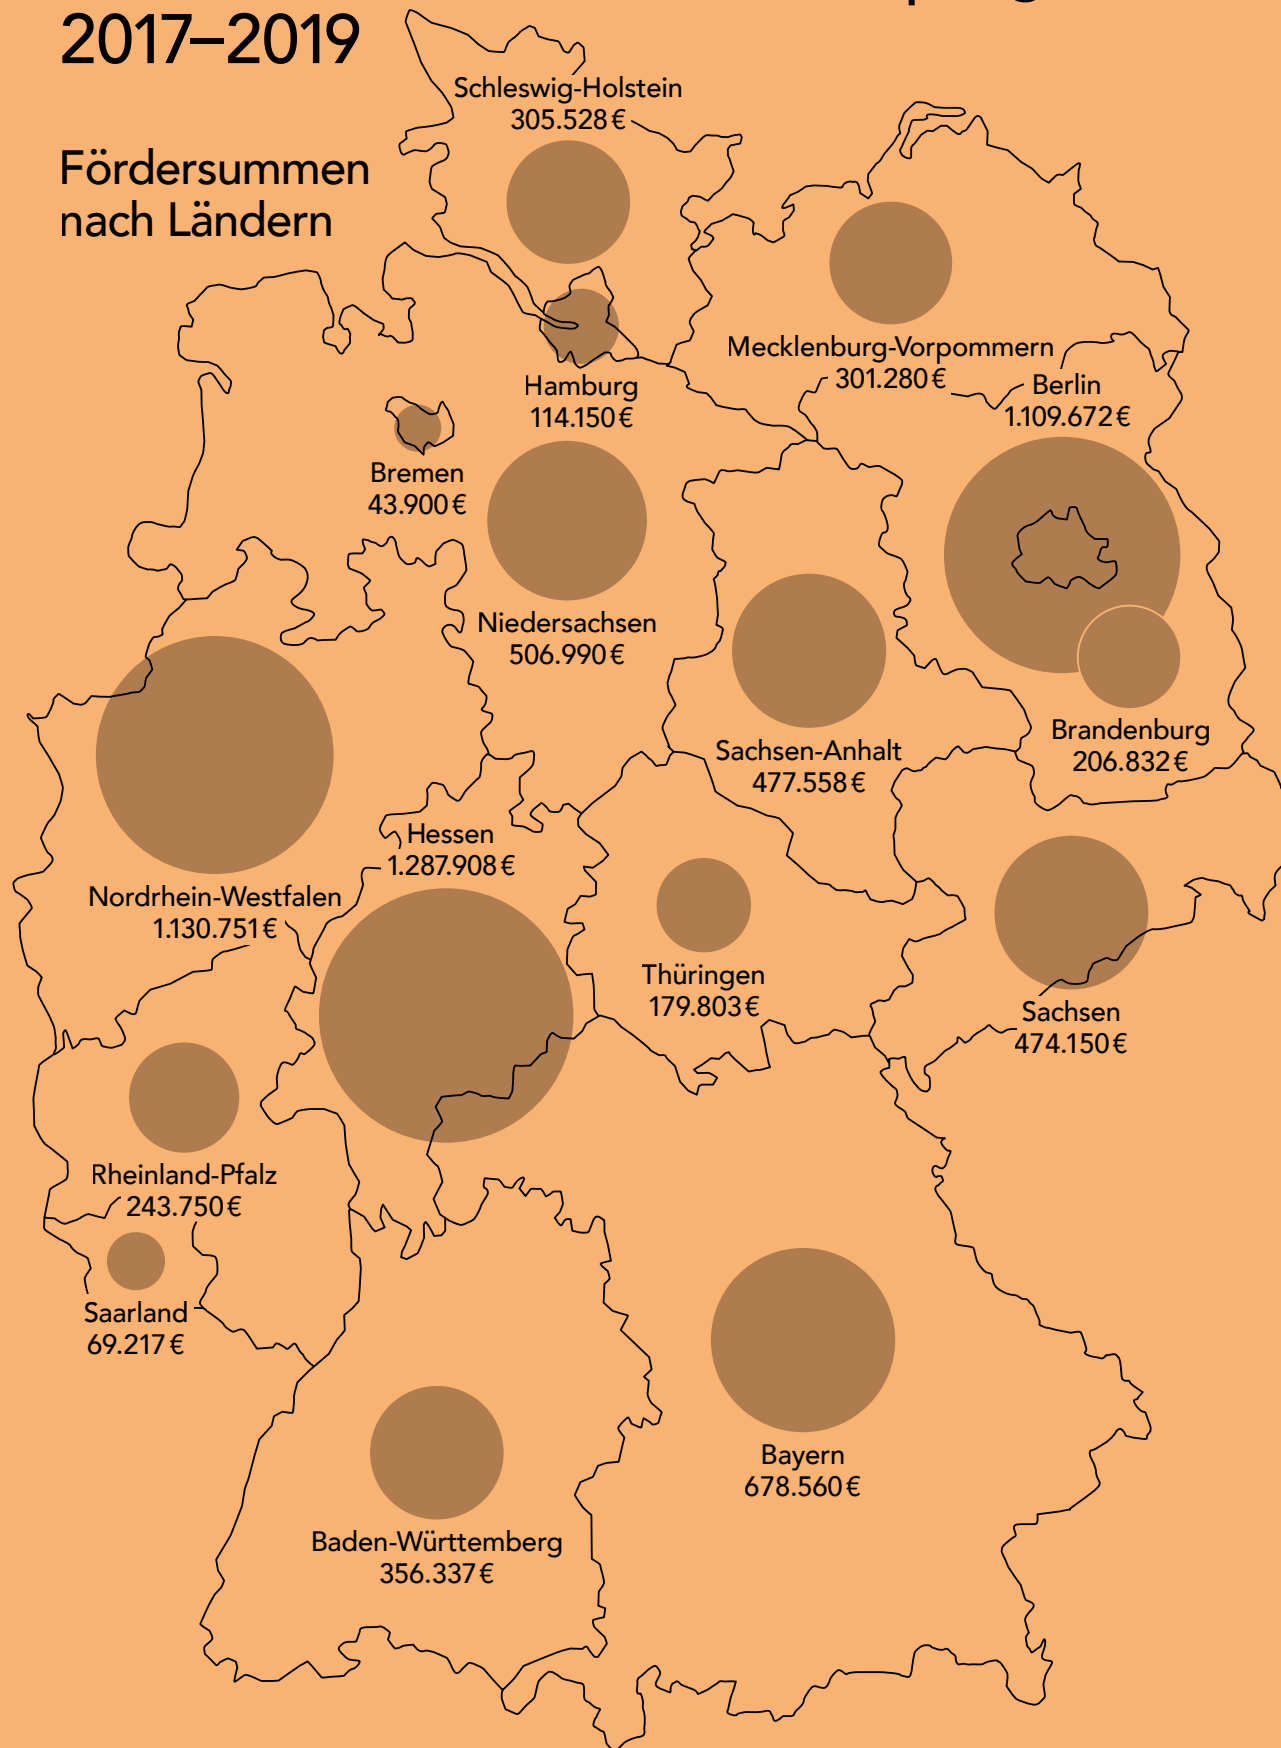 2017–2019
Fördersummen
nach Ländern
Schleswig-Holstein
305.528 €
Mecklenburg-Vorpommern
301.280 €
Hamburg
114.150 €
Berlin
1.109.672 €
Bremen
43.900 €
Niedersachsen
506.990 €
Sachsen-Anhalt
477.558 €
Brandenburg
206.832 €
Hessen
1.287.908 €
Nordrhein-Westfalen
1.130.751 €
Thüringen
179.803 €
Sachsen
474.150 €
Rheinland-Pfalz
243.750 €
Saarland
69.217 €
Bayern
678.560 €
Baden-Württemberg
356.337 €